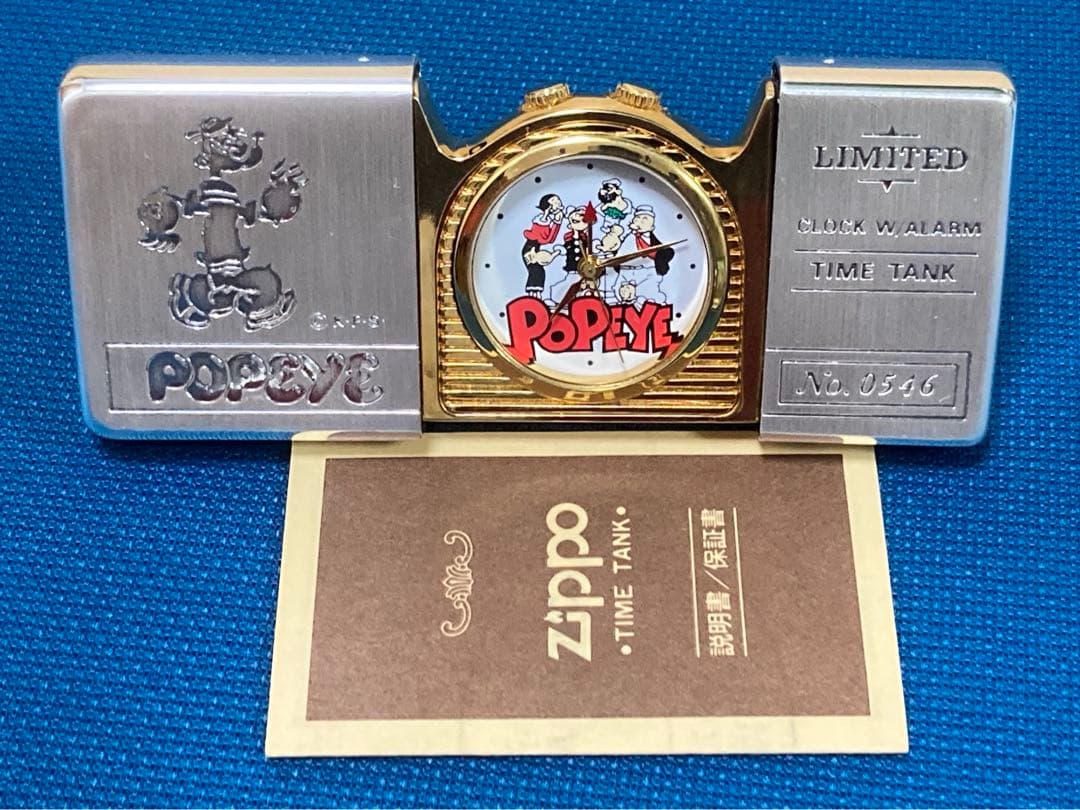 ©K.F.S.
POPEYE
POPEYE
LIMITED
CLOCK W/ALARM
TIME TANK
No. 0546
zippo
•TIME TANK•
説明書/保証書